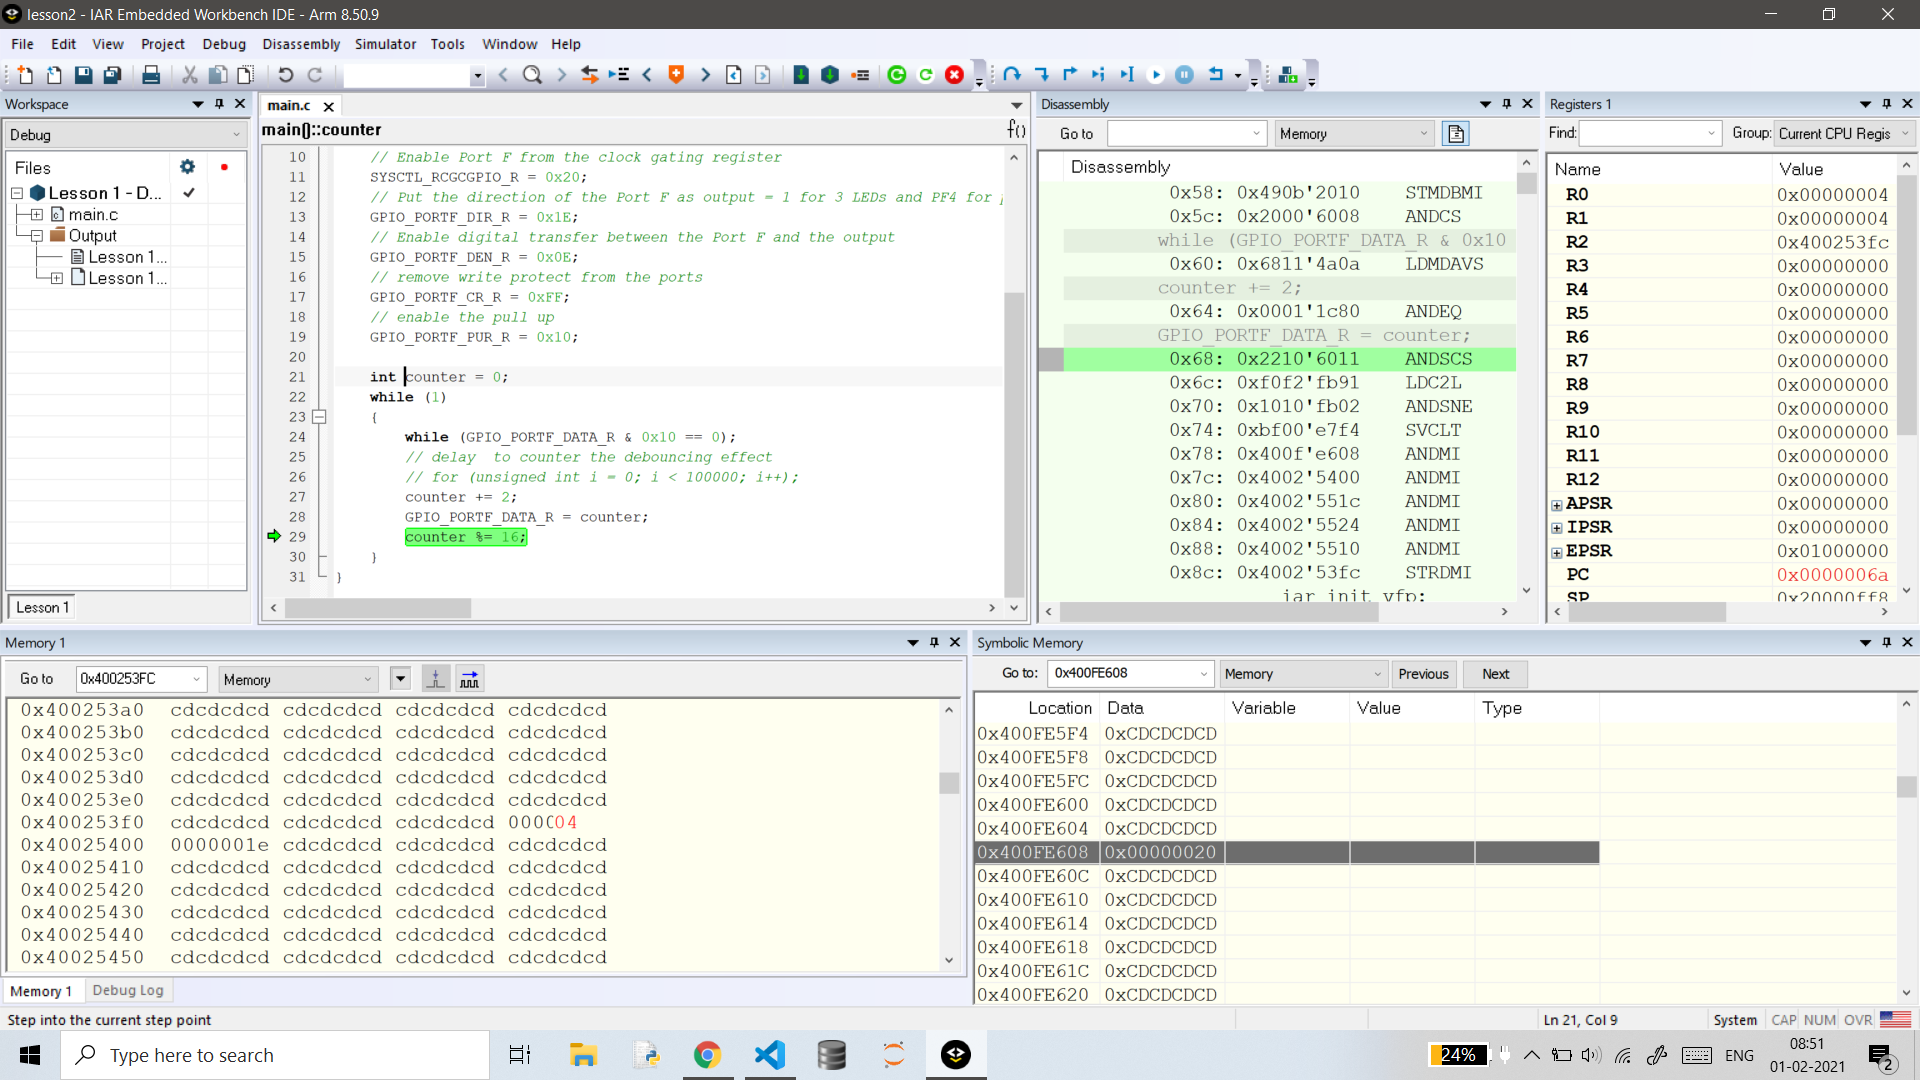 lesson2 - IAR Embedded Workbench IDE - Arm 8.50.9
File Edit View Project Debug Disassembly Simulator Tools Window Help
Workspace
Debug
Files
Lesson 1 - D...
main.c
Output
Lesson 1...
Lesson 1...
Lesson 1
main.c
main()::counter
f()
10 // Enable Port F from the clock gating register
11 SYSCTL_RCGCGPIO_R = 0x20;
12 // Put the direction of the Port F as output = 1 for 3 LEDs and PF4 for
13 GPIO_PORTF_DIR_R = 0x1E;
14 // Enable digital transfer between the Port F and the output
15 GPIO_PORTF_DEN_R = 0x0E;
16 // remove write protect from the ports
17 GPIO_PORTF_CR_R = 0xFF;
18 // enable the pull up
19 GPIO_PORTF_PUR_R = 0x10;
20
21 int counter = 0;
22 while (1)
23 {
24 while (GPIO_PORTF_DATA_R & 0x10 == 0);
25 // delay  to counter the debouncing effect
26 // for (unsigned int i = 0; i < 100000; i++);
27 counter += 2;
28 GPIO_PORTF_DATA_R = counter;
29 counter %= 16;
30 }
31 }
Disassembly
Go to Memory
Disassembly
0x58: 0x490b'2010 STMDBMI
0x5c: 0x2000'6008 ANDCS
while (GPIO_PORTF_DATA_R & 0x10
0x60: 0x6811'4a0a LDMDAVS
counter += 2;
0x64: 0x0001'1c80 ANDEQ
GPIO_PORTF_DATA_R = counter;
0x68: 0x2210'6011 ANDSCS
0x6c: 0xf0f2'fb91 LDC2L
0x70: 0x1010'fb02 ANDSNE
0x74: 0xbf00'e7f4 SVCLT
0x78: 0x400f'e608 ANDMI
0x7c: 0x4002'5400 ANDMI
0x80: 0x4002'551c ANDMI
0x84: 0x4002'5524 ANDMI
0x88: 0x4002'5510 ANDMI
0x8c: 0x4002'53fc STRDMI
iar init vfp:
Registers 1
Find: Group: Current CPU Regis
Name Value
R0 0x00000004
R1 0x00000004
R2 0x400253fc
R3 0x00000000
R4 0x00000000
R5 0x00000000
R6 0x00000000
R7 0x00000000
R8 0x00000000
R9 0x00000000
R10 0x00000000
R11 0x00000000
R12 0x00000000
APSR 0x00000000
IPSR 0x00000000
EPSR 0x01000000
PC 0x0000006a
SP 0x20000ff8
Memory 1
Go to 0x400253FC Memory
0x400253a0 cdcdcdcd cdcdcdcd cdcdcdcd cdcdcdcd
0x400253b0 cdcdcdcd cdcdcdcd cdcdcdcd cdcdcdcd
0x400253c0 cdcdcdcd cdcdcdcd cdcdcdcd cdcdcdcd
0x400253d0 cdcdcdcd cdcdcdcd cdcdcdcd cdcdcdcd
0x400253e0 cdcdcdcd cdcdcdcd cdcdcdcd cdcdcdcd
0x400253f0 cdcdcdcd cdcdcdcd cdcdcdcd 00000004
0x40025400 0000001e cdcdcdcd cdcdcdcd cdcdcdcd
0x40025410 cdcdcdcd cdcdcdcd cdcdcdcd cdcdcdcd
0x40025420 cdcdcdcd cdcdcdcd cdcdcdcd cdcdcdcd
0x40025430 cdcdcdcd cdcdcdcd cdcdcdcd cdcdcdcd
0x40025440 cdcdcdcd cdcdcdcd cdcdcdcd cdcdcdcd
0x40025450 cdcdcdcd cdcdcdcd cdcdcdcd cdcdcdcd
Memory 1 Debug Log
Symbolic Memory
Go to: 0x400FE608 Memory Previous Next
Location Data Variable Value Type
0x400FE5F4 0xCDCDCDCD
0x400FE5F8 0xCDCDCDCD
0x400FE5FC 0xCDCDCDCD
0x400FE600 0xCDCDCDCD
0x400FE604 0xCDCDCDCD
0x400FE608 0x00000020
0x400FE60C 0xCDCDCDCD
0x400FE610 0xCDCDCDCD
0x400FE614 0xCDCDCDCD
0x400FE618 0xCDCDCDCD
0x400FE61C 0xCDCDCDCD
0x400FE620 0xCDCDCDCD
Step into the current step point
Ln 21, Col 9 System CAP NUM OVR
Type here to search
24%
ENG
08:51
01-02-2021
2